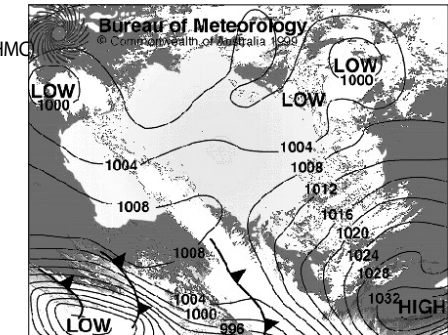 Bureau of Meteorology
© Commonwealth of Australia 1999
HMC)
LOW
1000
LOW
1000
LOW
1004
1004
1008
1012
1008
1016
1020
1008
1024
1028
1004
1032
HIGH
1000
LOW
996